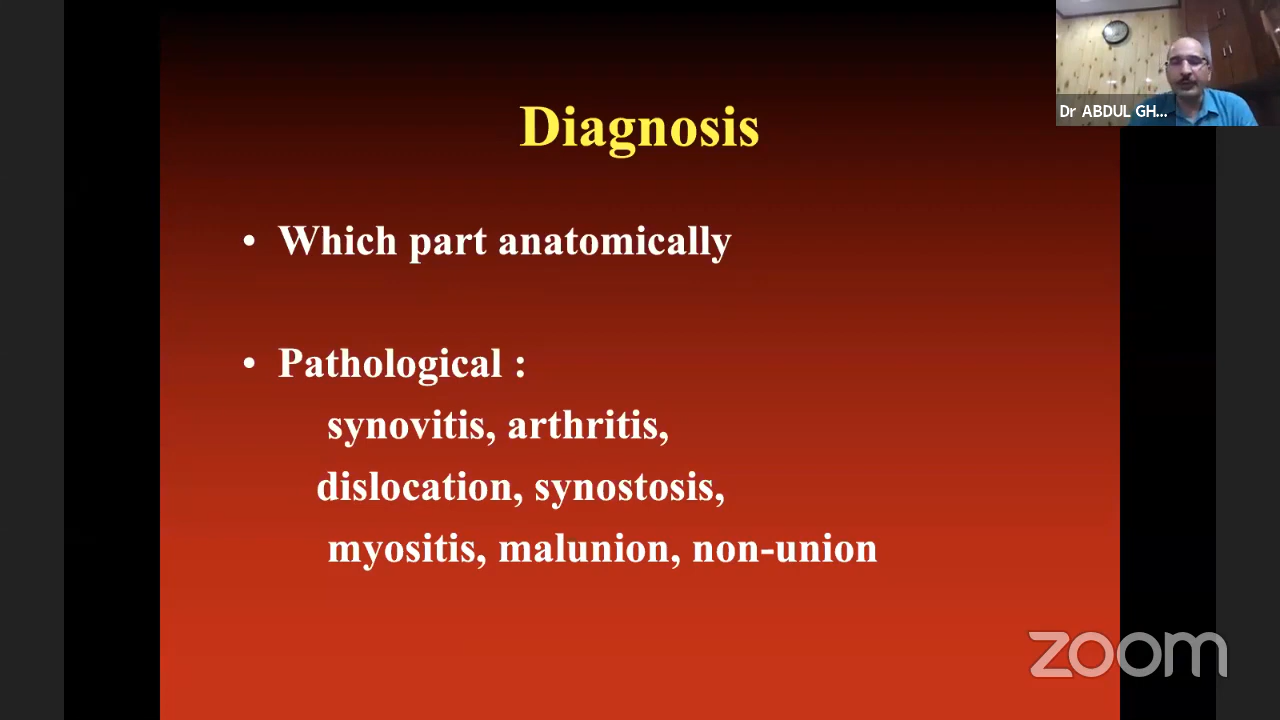 Diagnosis
• Which part anatomically
• Pathological :
synovitis, arthritis,
dislocation, synostosis,
myositis, malunion, non-union
Dr ABDUL GH...
zoom